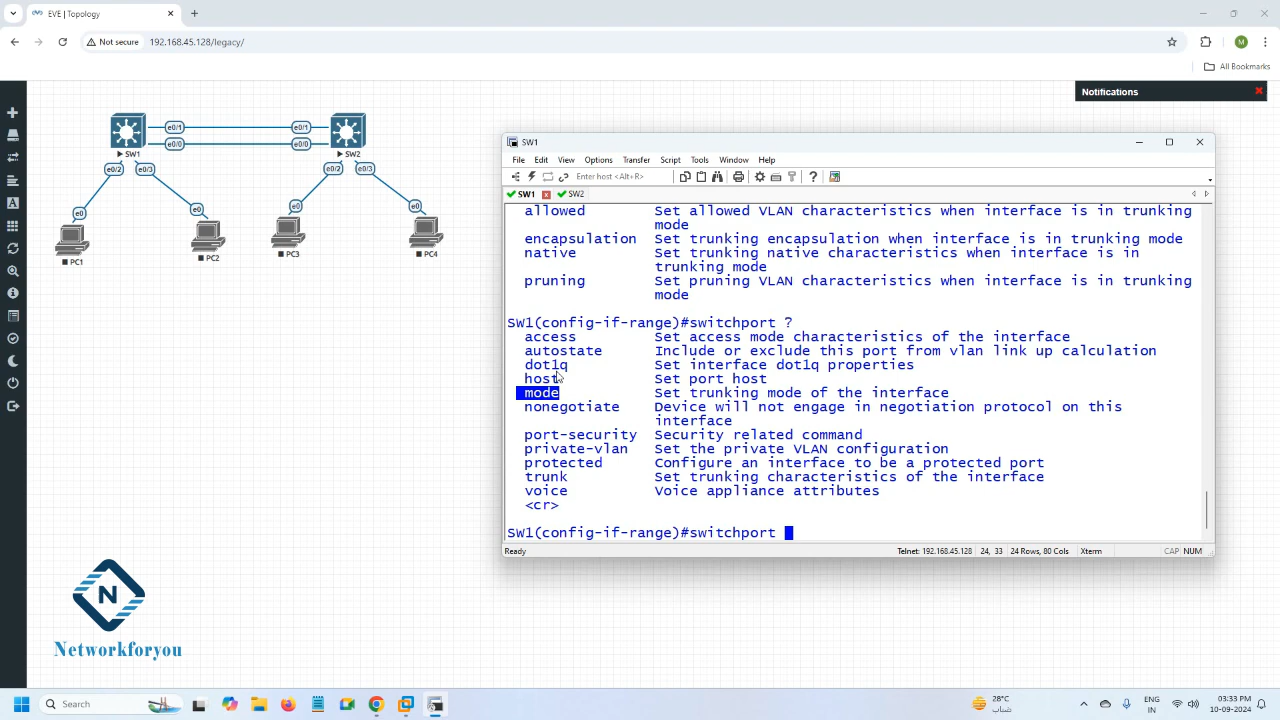 EVE | Topology
Not secure
192.168.45.128/legacy/
M
All Bookmarks
Notifications
e0/1
e0/1
e0/0
e0/0
SW1
SW2
e0/2
e0/3
e0/2
e0/3
e0
e0
e0
e0
PC1
PC2
PC3
PC4
SW1
File Edit View Options Transfer Script Tools Window Help
Enter host <Alt+R>
SW1
SW2
allowed Set allowed VLAN characteristics when interface is in trunking
mode
encapsulation Set trunking encapsulation when interface is in trunking mode
native Set trunking native characteristics when interface is in
trunking mode
pruning Set pruning VLAN characteristics when interface is in trunking
mode
SW1(config-if-range)#switchport ?
access Set access mode characteristics of the interface
autostate Include or exclude this port from vlan link up calculation
dot1q Set interface dot1q properties
host Set port host
mode Set trunking mode of the interface
nonegotiate Device will not engage in negotiation protocol on this
interface
port-security Security related command
private-vlan Set the private VLAN configuration
protected Configure an interface to be a protected port
trunk Set trunking characteristics of the interface
voice Voice appliance attributes
<cr>
SW1(config-if-range)#switchport
Ready
Telnet: 192.168.45.128
24, 33
24 Rows, 80 Cols
Xterm
CAP NUM
N
Networkforyou
Search
28°C
ضباب
ENG
IN
03:33 PM
10-09-2024